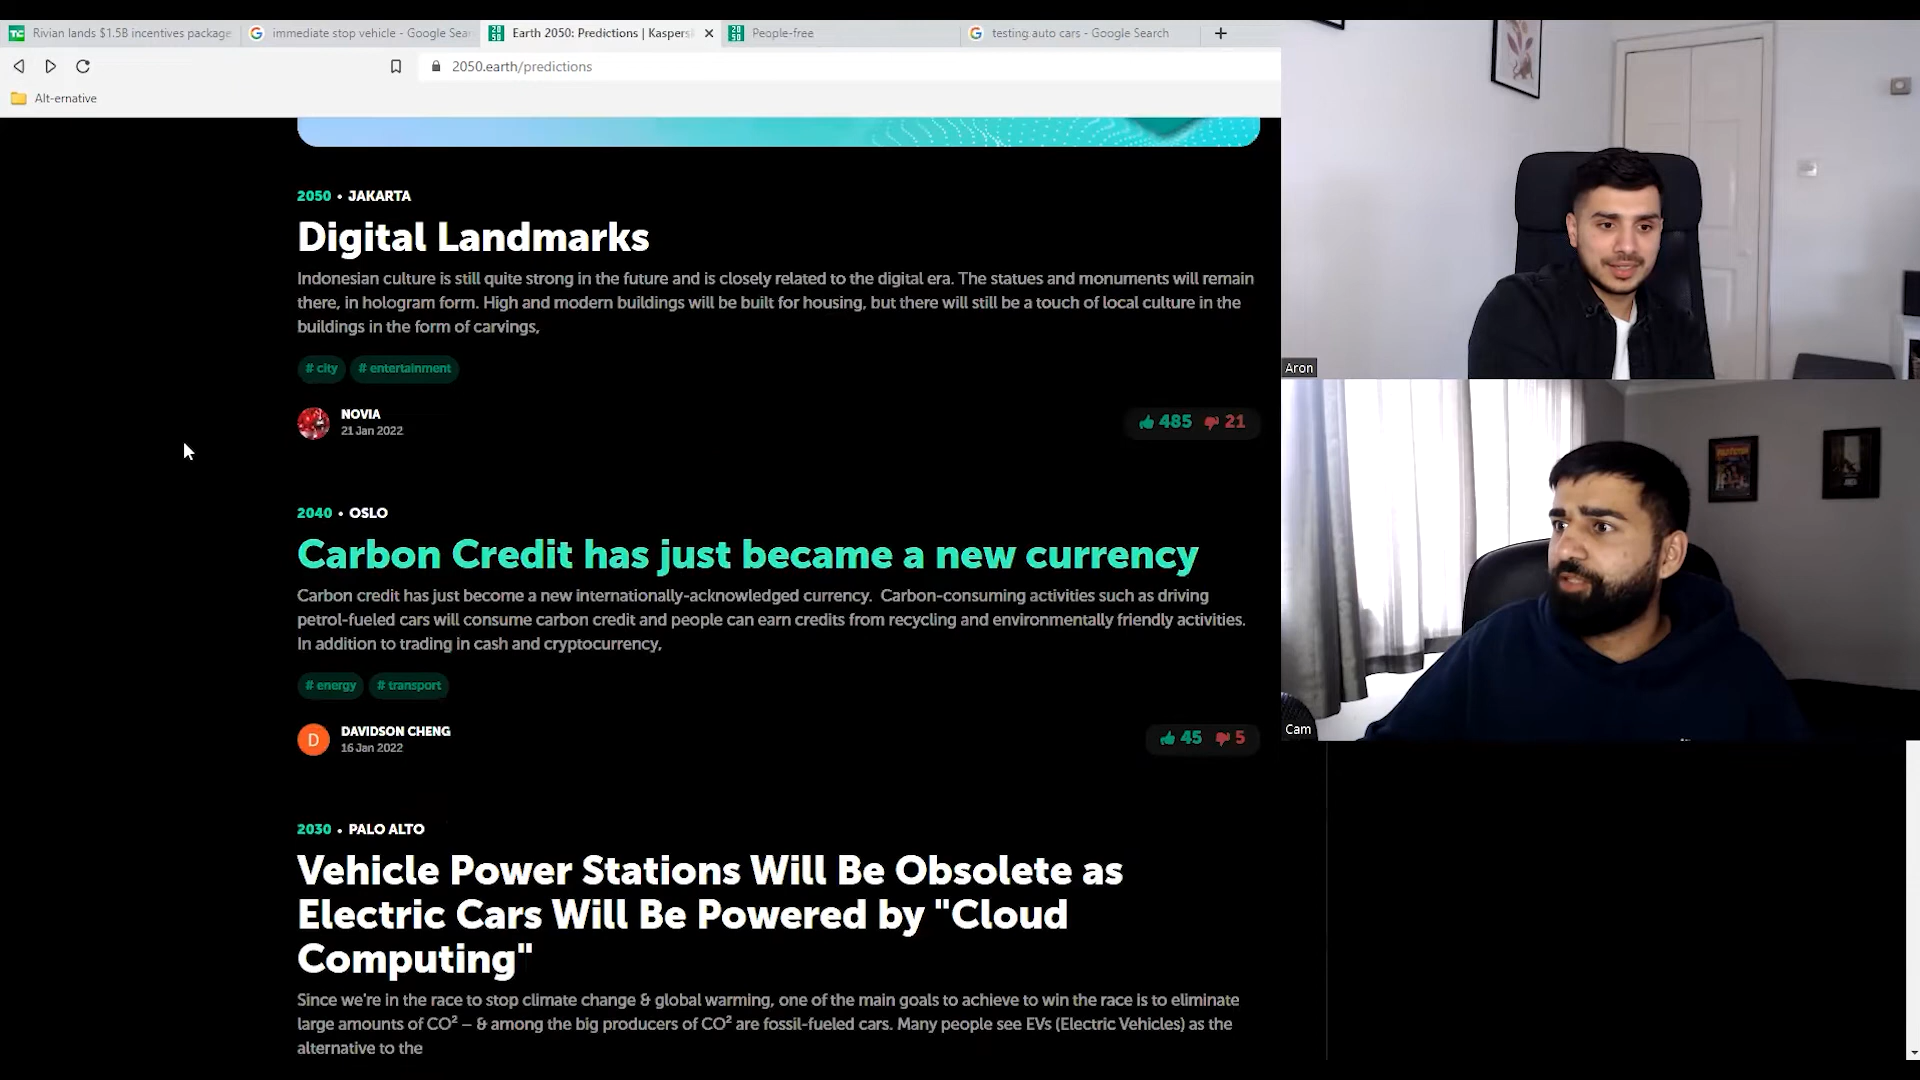 Rivian lands $1.5B incentives package
immediate stop vehicle - Google Sea
Earth 2050: Predictions | Kaspers
People-free
testing auto cars - Google Search
2050.earth/predictions
Alt-ernative
2050 • JAKARTA
Digital Landmarks
Indonesian culture is still quite strong in the future and is closely related to the digital era. The statues and monuments will remain
there, in hologram form. High and modern buildings will be built for housing, but there will still be a touch of local culture in the
buildings in the form of carvings,
# city # entertainment
NOVIA
21 Jan 2022
485 21
2040 • OSLO
Carbon Credit has just became a new currency
Carbon credit has just become a new internationally-acknowledged currency. Carbon-consuming activities such as driving
petrol-fueled cars will consume carbon credit and people can earn credits from recycling and environmentally friendly activities.
In addition to trading in cash and cryptocurrency,
# energy # transport
D
DAVIDSON CHENG
16 Jan 2022
45 5
2030 • PALO ALTO
Vehicle Power Stations Will Be Obsolete as
Electric Cars Will Be Powered by "Cloud
Computing"
Since we're in the race to stop climate change & global warming, one of the main goals to achieve to win the race is to eliminate
large amounts of CO² – & among the big producers of CO² are fossil-fueled cars. Many people see EVs (Electric Vehicles) as the
alternative to the
Aron
Cam